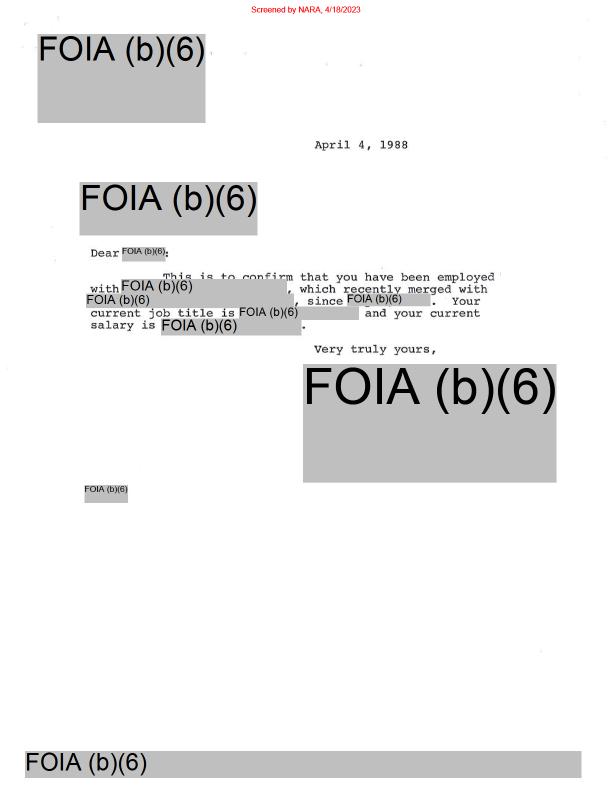 Screened by NARA, 4/18/2023
FOIA (b)(6)
April 4, 1988
FOIA (b)(6)
Dear FOIA (b)(6):
This is to confirm that you have been employed
with FOIA (b)(6), which recently merged with
FOIA (b)(6), since FOIA (b)(6). Your
current job title is FOIA (b)(6) and your current
salary is FOIA (b)(6).
Very truly yours,
FOIA (b)(6)
FOIA (b)(6)
FOIA (b)(6)